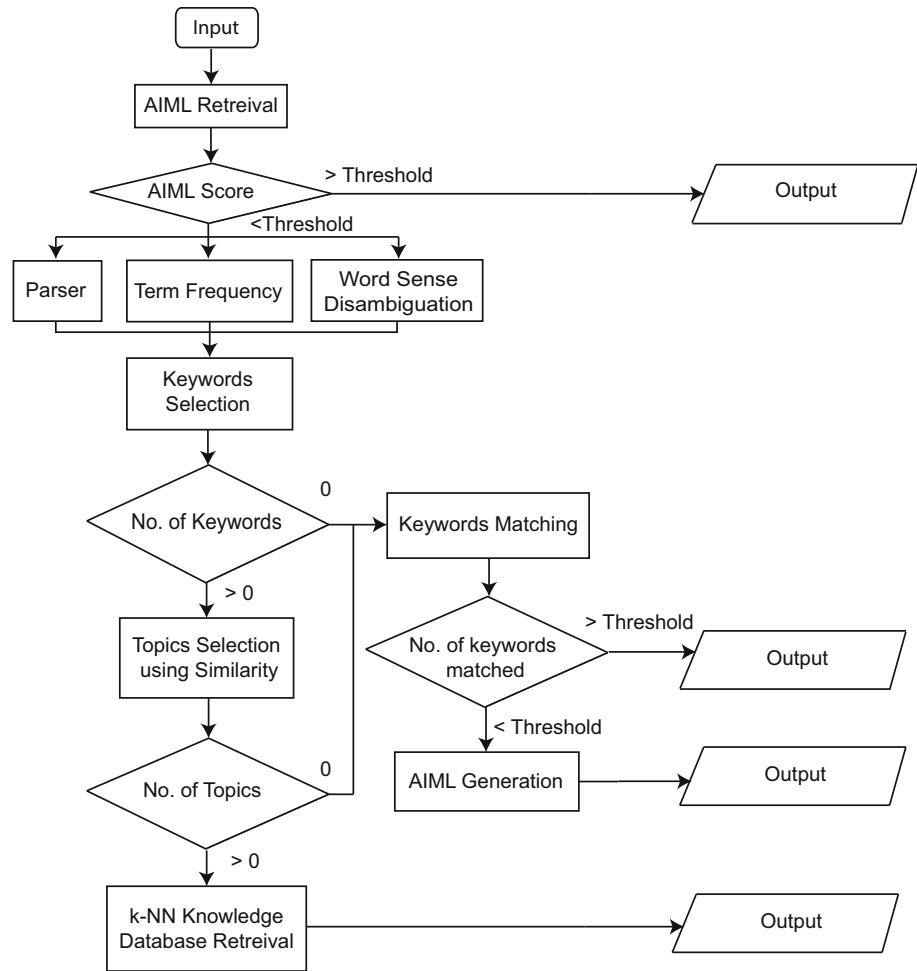 Input
AIML Retreival
AIML Score
> Threshold
Output
<Threshold
Parser
Term Frequency
Word Sense
Disambiguation
Keywords
Selection
No. of Keywords
0
Keywords Matching
> 0
Topics Selection
using Similarity
No. of keywords
matched
> Threshold
Output
< Threshold
No. of Topics
0
AIML Generation
Output
> 0
k-NN Knowledge
Database Retreival
Output